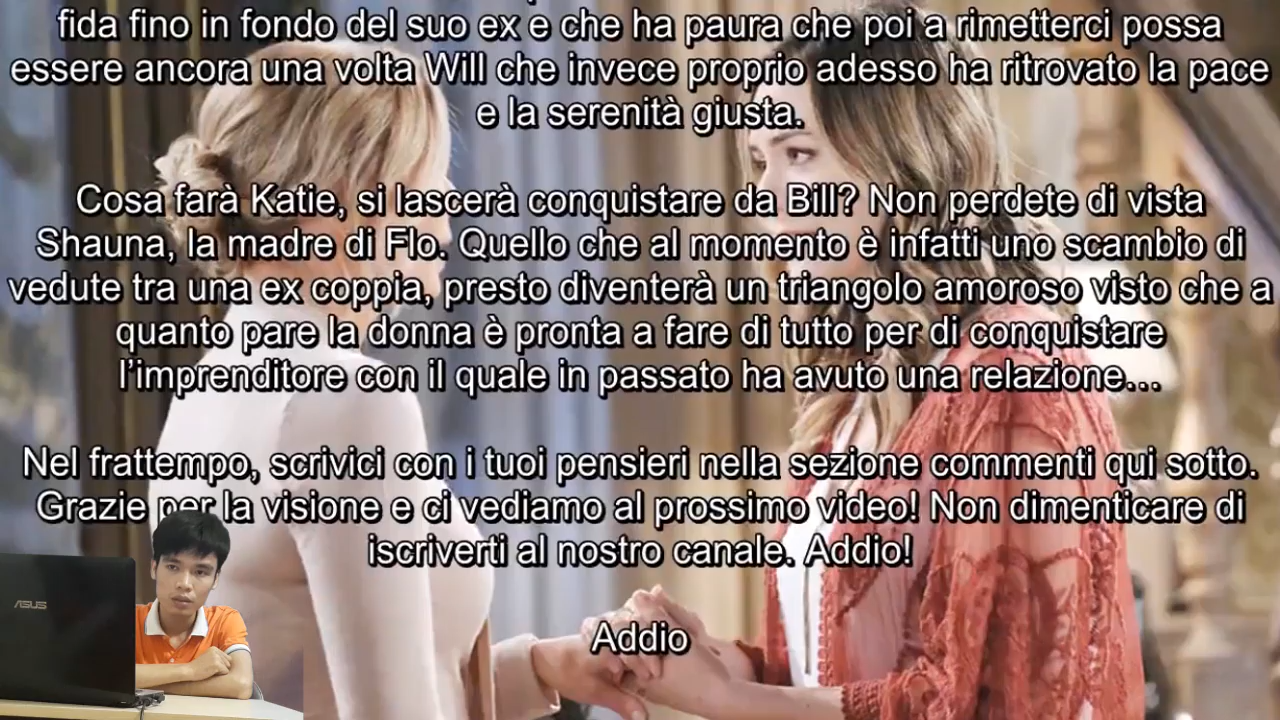 fida fino in fondo del suo ex e che ha paura che poi a rimetterci possa
essere ancora una volta Will che invece proprio adesso ha ritrovato la pace
e la serenità giusta.
Cosa farà Katie, si lascerà conquistare da Bill? Non perdete di vista
Shauna, la madre di Flo. Quello che al momento è infatti uno scambio di
vedute tra una ex coppia, presto diventerà un triangolo amoroso visto che a
quanto pare la donna è pronta a fare di tutto per di conquistare
l’imprenditore con il quale in passato ha avuto una relazione…
Nel frattempo, scrivici con i tuoi pensieri nella sezione commenti qui sotto.
Grazie per la visione e ci vediamo al prossimo video! Non dimenticare di
iscriverti al nostro canale. Addio!
Addio
ASUS